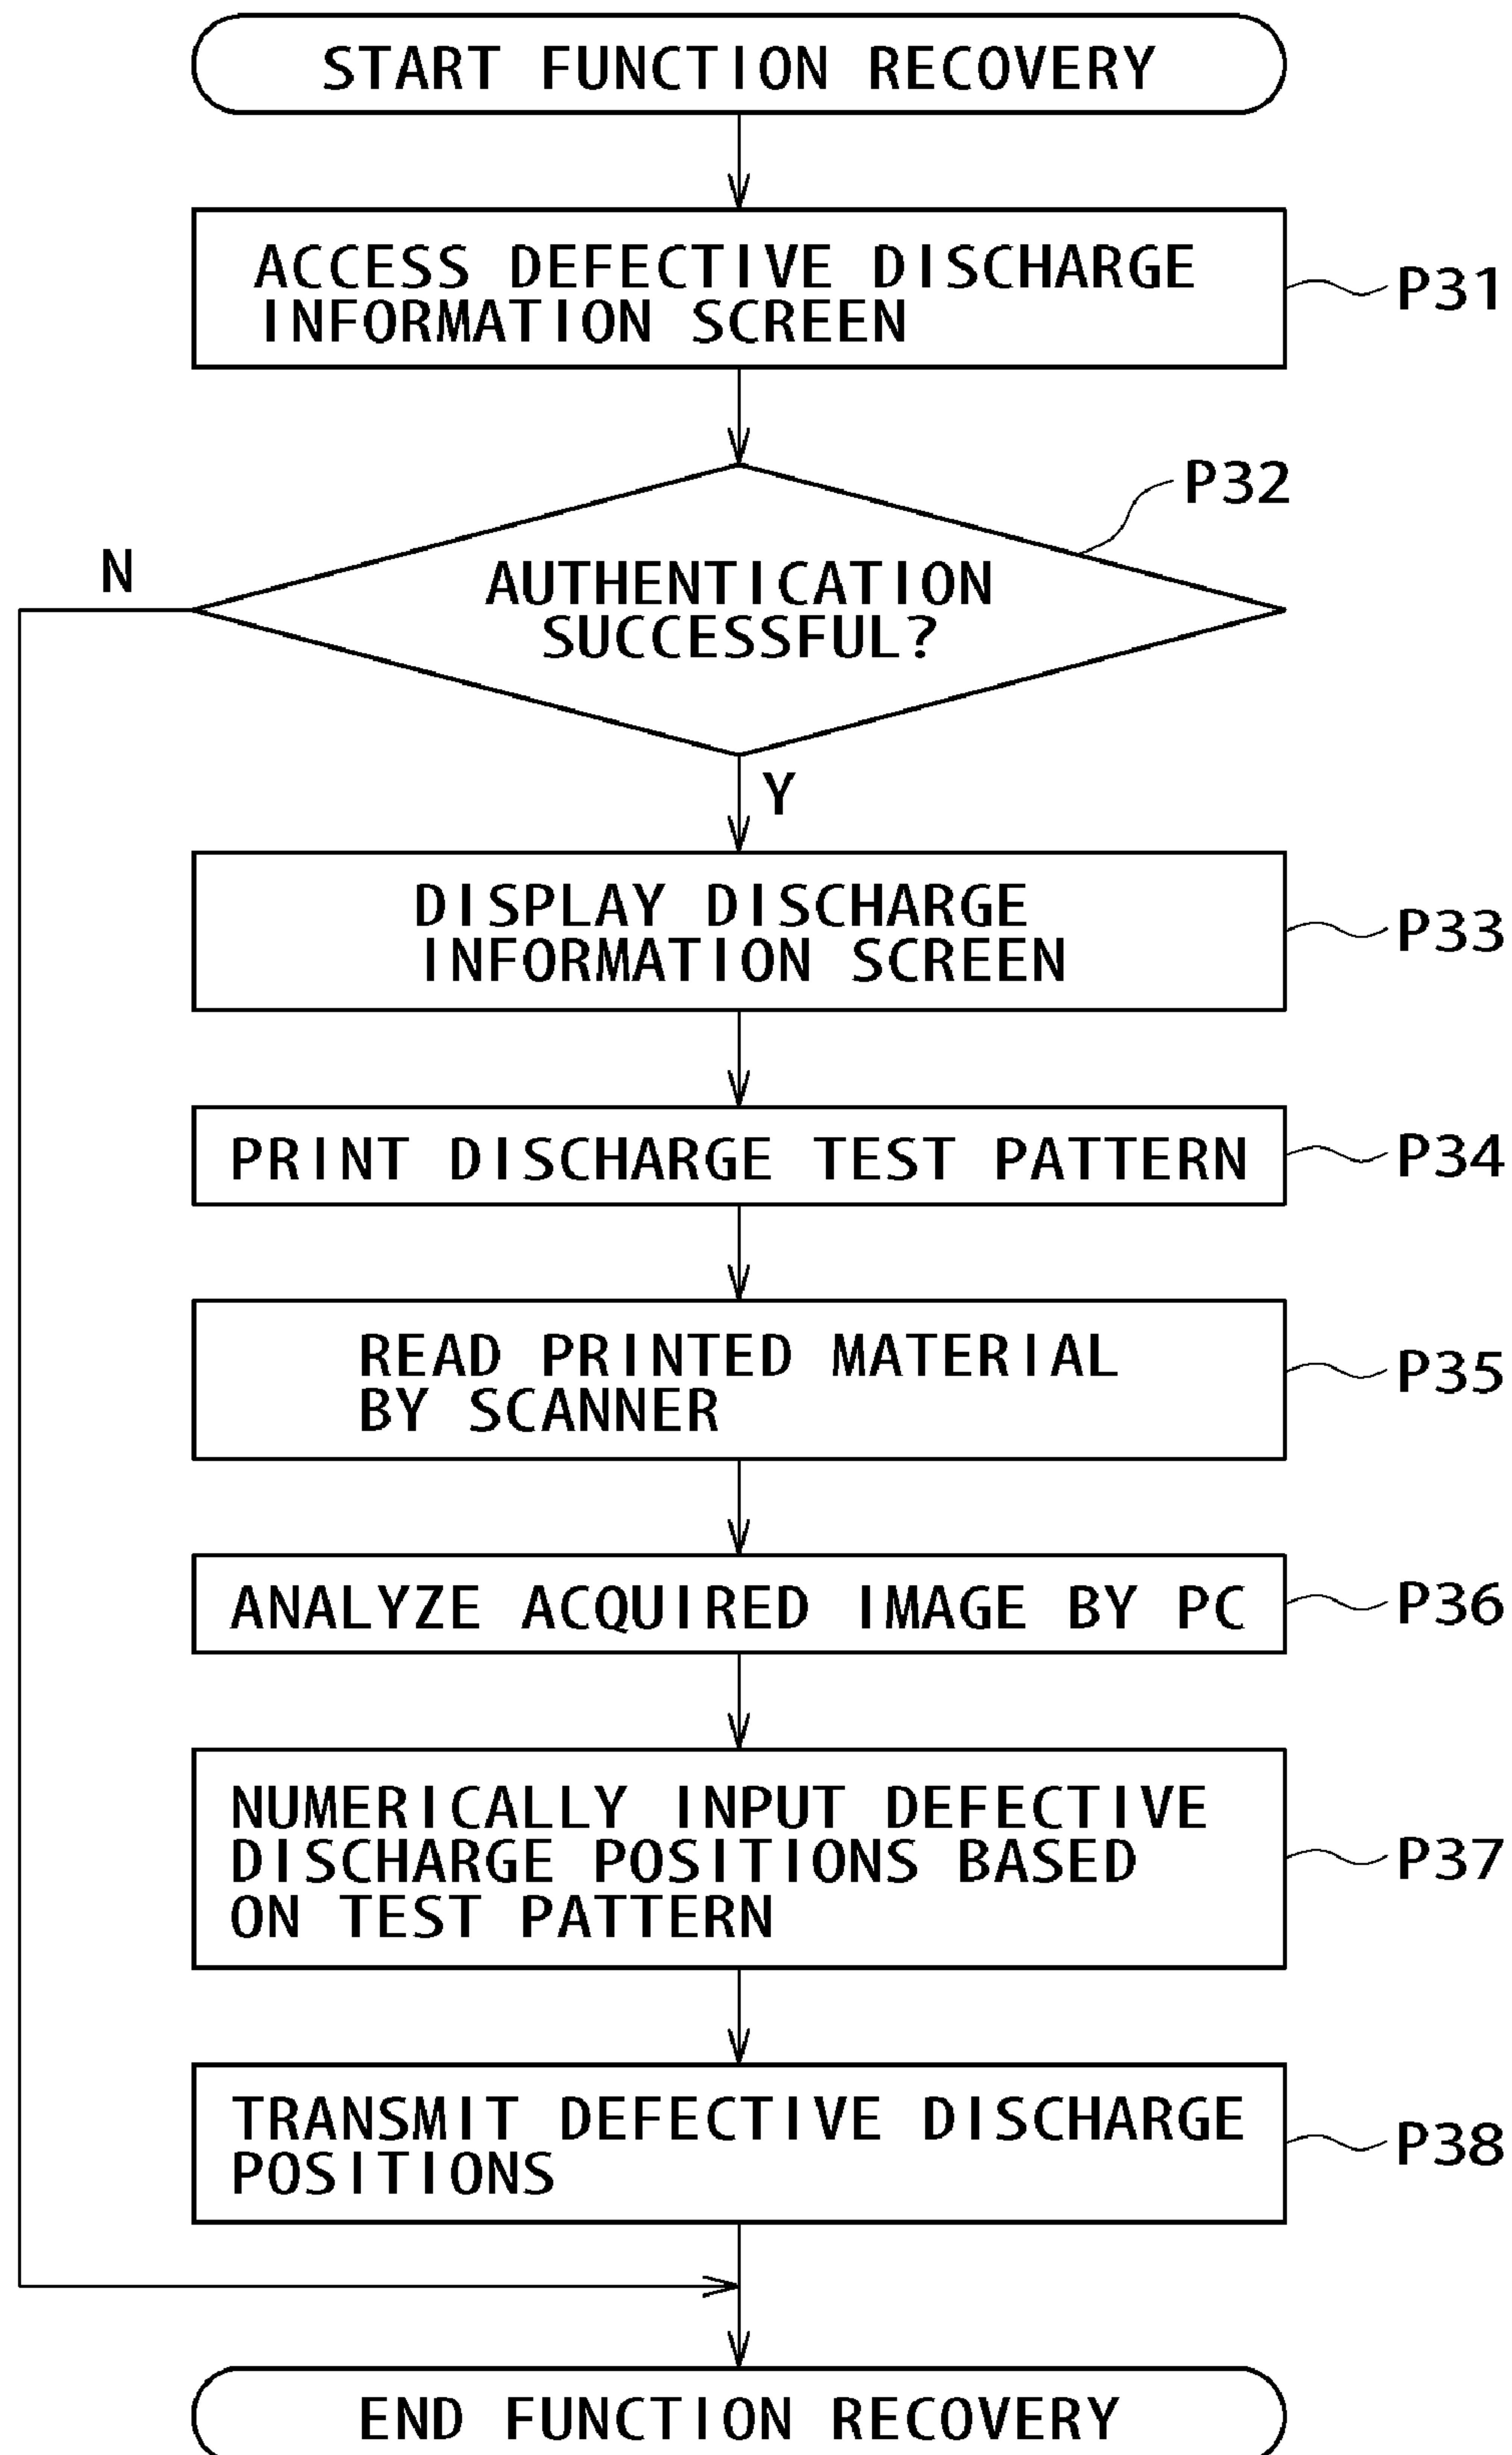 START FUNCTION RECOVERY
ACCESS DEFECTIVE DISCHARGE
INFORMATION SCREEN
P31
P32
N
AUTHENTICATION
SUCCESSFUL?
Y
DISPLAY DISCHARGE
INFORMATION SCREEN
P33
PRINT DISCHARGE TEST PATTERN
P34
READ PRINTED MATERIAL
BY SCANNER
P35
ANALYZE ACQUIRED IMAGE BY PC
P36
NUMERICALLY INPUT DEFECTIVE
DISCHARGE POSITIONS BASED
ON TEST PATTERN
P37
TRANSMIT DEFECTIVE DISCHARGE
POSITIONS
P38
END FUNCTION RECOVERY